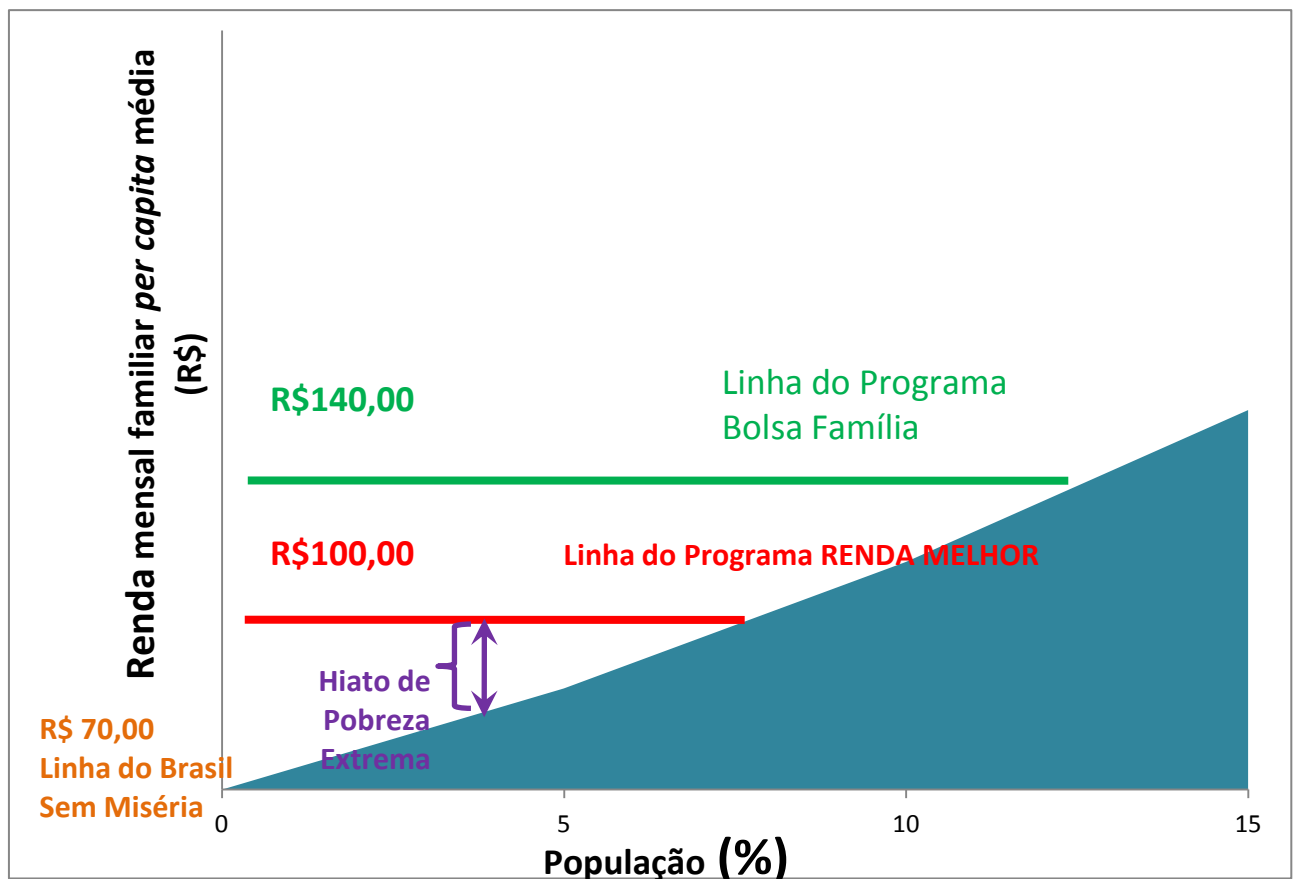 Renda mensal familiar per capita média
(R$)
R$140,00
Linha do Programa
Bolsa Família
R$100,00
Linha do Programa RENDA MELHOR
Hiato de
Pobreza
Extrema
R$ 70,00
Linha do Brasil
Sem Miséria
0
5
10
15
População (%)